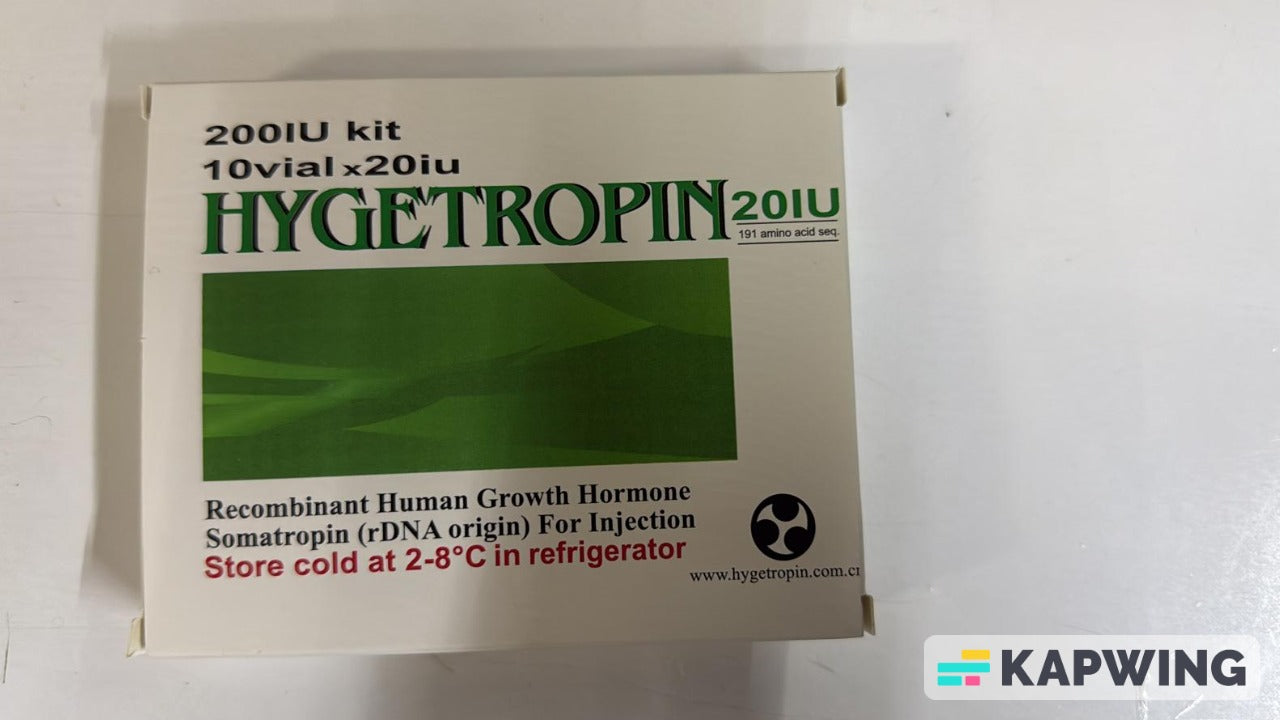 200IU kit
10vial x20iu
HYGETROPIN 20IU
191 amino acid seq.
Recombinant Human Growth Hormone
Somatropin (rDNA origin) For Injection
Store cold at 2-8°C in refrigerator
www.hygetropin.com.cn
KAPWING